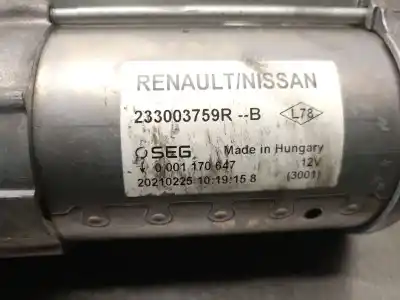 RENAULT/NISSAN
233003759R --B L78
SEG Made in Hungary
0 001 170 647 12V
20210225 10:19:15 8 (3001)